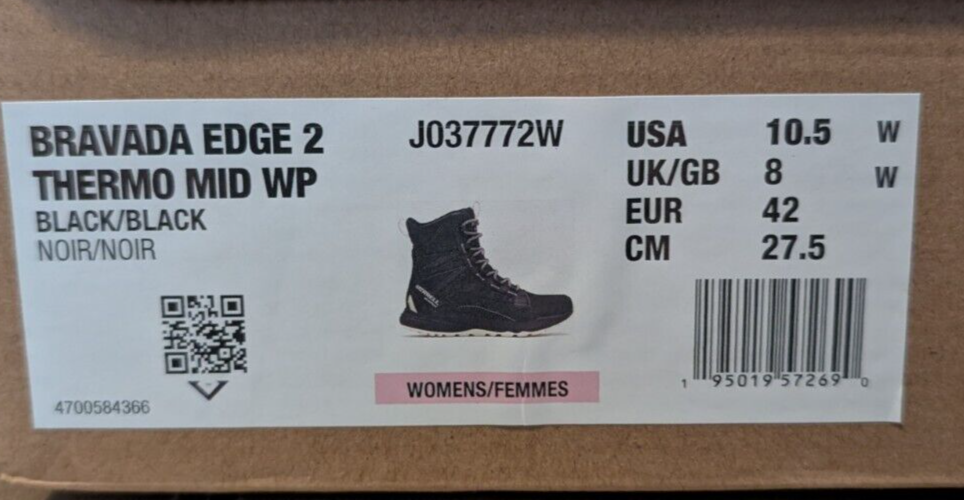 BRAVADA EDGE 2
THERMO MID WP
BLACK/BLACK
NOIR/NOIR
4700584366
J037772W
MERRELL
WOMENS/FEMMES
USA 10.5 W
UK/GB 8 W
EUR 42
CM 27.5
1 95019 57269 0